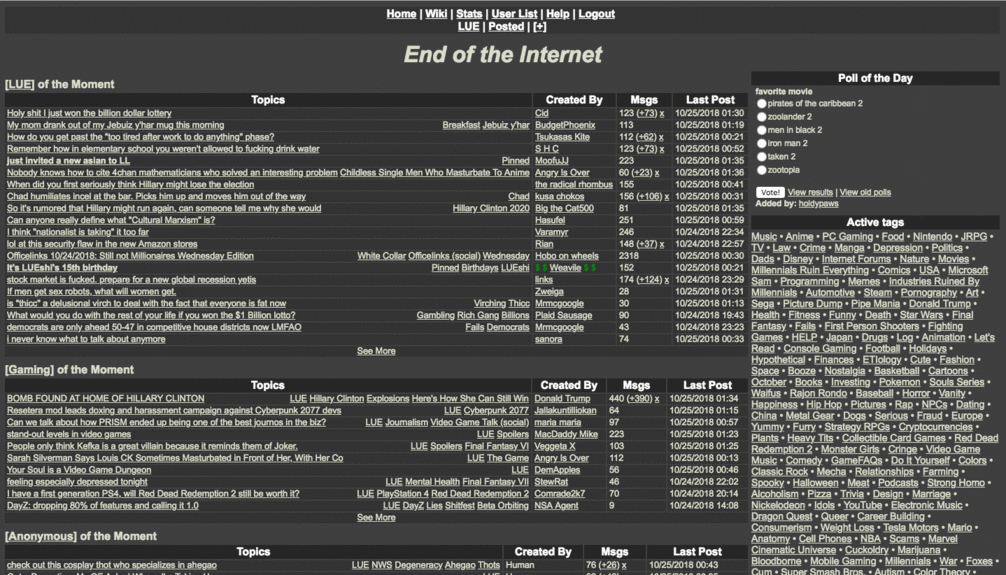 Home | Wiki | Stats | User List | Help | Logout
LUE | Posted | [+]
End of the Internet
[LUE] of the Moment
Topics Created By Msgs Last Post
Holy shit I just won the billion dollar lottery Cid 123 (+73) x 10/25/2018 01:30
My mom drank out of my Jebuiz y'har mug this morning Breakfast Jebuiz y'har BudgetPhoenix 113 10/25/2018 01:19
How do you get past the "too tired after work to do anything" phase? Tsukasas Kite 112 (+62) x 10/25/2018 00:21
Remember how in elementary school you weren't allowed to fucking drink water S H C 123 (+73) x 10/25/2018 00:52
just invited a new asian to LL Pinned MoofuJJ 223 10/25/2018 01:35
Nobody knows how to cite 4chan mathematicians who solved an interesting problem Childless Single Men Who Masturbate To Anime Angry Is Over 60 (+23) x 10/25/2018 01:36
When did you first seriously think Hillary might lose the election the radical rhombus 155 10/25/2018 00:41
Chad humiliates incel at the bar. Picks him up and moves him out of the way Chad kusa chokos 156 (+106) x 10/25/2018 01:31
So it's rumored that Hillary might run again. can someone tell me why she would Hillary Clinton 2020 Big the Cat500 81 10/25/2018 01:35
Can anyone really define what "Cultural Marxism" is? Hasufel 251 10/25/2018 00:59
I think "nationalist is taking" it too far Varamyr 246 10/24/2018 22:34
lol at this security flaw in the new Amazon stores Rian 148 (+37) x 10/24/2018 22:57
Officelinks 10/24/2018: Still not Millionaires Wednesday Edition White Collar Officelinks (social) Wednesday Hobo on wheels 2318 10/25/2018 00:30
It's LUEshi's 15th birthday Pinned Birthdays LUEshi $ $ Weavile $ $ 152 10/25/2018 00:21
stock market is fucked. prepare for a new global recession yetis links 174 (+124) x 10/24/2018 23:29
If men get sex robots, what will women get. Zweiga 28 10/25/2018 01:31
is "thicc" a delusional virch to deal with the fact that everyone is fat now Virching Thicc Mrmcgoogle 30 10/25/2018 01:13
What would you do with the rest of your life if you won the $1 Billion lotto? Gambling Rich Gang Billions Plaid Sausage 90 10/24/2018 19:43
democrats are only ahead 50-47 in competitive house districts now LMFAO Fails Democrats Mrmcgoogle 43 10/24/2018 23:23
i never know what to talk about anymore sanora 74 10/25/2018 00:33
See More
[Gaming] of the Moment
Topics Created By Msgs Last Post
BOMB FOUND AT HOME OF HILLARY CLINTON LUE Hillary Clinton Explosions Here's How She Can Still Win Donald Trump 440 (+390) x 10/25/2018 01:34
Resetera mod leads doxing and harassment campaign against Cyberpunk 2077 devs LUE Cyberpunk 2077 Jallakuntilliokan 64 10/25/2018 01:15
Can we talk about how PRISM ended up being one of the best journos in the biz? LUE Journalism Video Game Talk (social) maria maria 97 10/25/2018 00:57
stand-out levels in video games LUE Spoilers MacDaddy Mike 223 10/25/2018 01:23
People only think Kefka is a great villain because it reminds them of Joker. LUE Spoilers Final Fantasy VI Veggeta X 103 10/25/2018 01:25
Sarah Silverman Says Louis CK Sometimes Masturbated in Front of Her, With Her Co LUE The Game Angry Is Over 112 10/25/2018 00:13
Your Soul is a Video Game Dungeon LUE DemApples 56 10/25/2018 00:46
feeling especially depressed tonight LUE Mental Health Final Fantasy VII StewRat 46 10/24/2018 22:02
I have a first generation PS4. will Red Dead Redemption 2 still be worth it? LUE PlayStation 4 Red Dead Redemption 2 Comrade2k7 70 10/24/2018 20:14
DayZ: dropping 80% of features and calling it 1.0 LUE DayZ Lies Shitfest Beta Orbiting NSA Agent 9 10/24/2018 14:08
See More
[Anonymous] of the Moment
Topics Created By Msgs Last Post
check out this cosplay thot who specializes in ahegao LUE NWS Degeneracy Ahegao Thots Human 76 (+26) x 10/25/2018 00:43
Poll of the Day
favorite movie
pirates of the caribbean 2
zoolander 2
men in black 2
iron man 2
taken 2
zootopia
Vote! View results | View old polls
Added by: holdypaws
Active tags
Music • Anime • PC Gaming • Food • Nintendo • JRPG •
TV • Law • Crime • Manga • Depression • Politics •
Dads • Disney • Internet Forums • Nature • Movies •
Millennials Ruin Everything • Comics • USA • Microsoft
Sam • Programming • Memes • Industries Ruined By
Millennials • Automotive • Steam • Pornography • Art •
Sega • Picture Dump • Pipe Mania • Donald Trump •
Health • Fitness • Funny • Death • Star Wars • Final
Fantasy • Fails • First Person Shooters • Fighting
Games • HELP • Japan • Drugs • Log • Animation • Let's
Read • Console Gaming • Football • Holidays •
Hypothetical • Finances • ETIology • Cute • Fashion •
Space • Booze • Nostalgia • Basketball • Cartoons •
October • Books • Investing • Pokemon • Souls Series •
Waifus • Rajon Rondo • Baseball • Horror • Vanity •
Happiness • Hip Hop • Pictures • Rap • NPCs • Dating •
China • Metal Gear • Dogs • Serious • Fraud • Europe •
Yummy • Furry • Strategy RPGs • Cryptocurrencies •
Plants • Heavy Tits • Collectible Card Games • Red Dead
Redemption 2 • Monster Girls • Cringe • Video Game
Music • Comedy • GameFAQs • Do It Yourself • Colors •
Classic Rock • Mecha • Relationships • Farming •
Spooky • Halloween • Meat • Podcasts • Strong Homo •
Alcoholism • Pizza • Trivia • Design • Marriage •
Nickelodeon • Idols • YouTube • Electronic Music •
Dragon Quest • Queer • Career Building •
Consumerism • Weight Loss • Tesla Motors • Mario •
Anatomy • Cell Phones • NBA • Scams • Marvel
Cinematic Universe • Cuckoldry • Marijuana •
Bloodborne • Mobile Gaming • Millennials • War • Foxes •
Cum • Super Smash Bros. • Autism • Color Theory •